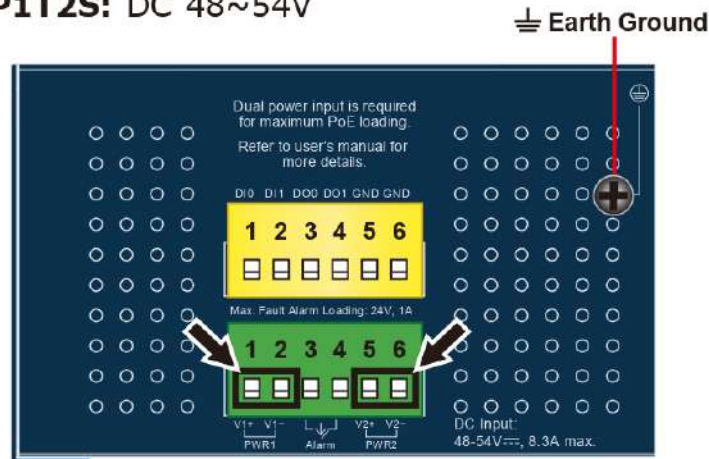 P1T2S: DC 48~54V
Earth Ground
Dual power input is required
for maximum PoE loading.
Refer to user's manual for
more details.
DI0 DI1 DO0 DO1 GND GND
1 2 3 4 5 6
Max. Fault Alarm Loading: 24V, 1A
1 2 3 4 5 6
V1+ V1- V2+ V2-
PWR1 Alarm PWR2
DC Input:
48-54V⎓, 8.3A max.